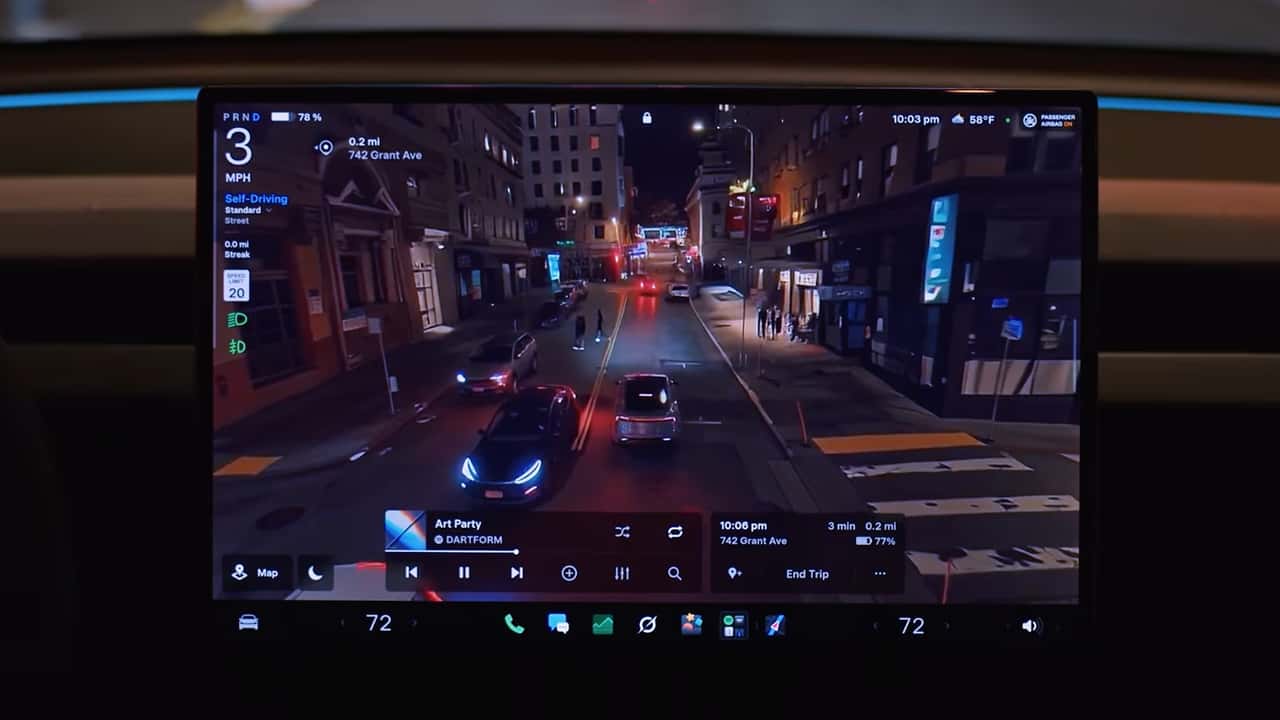 PRND 78 %
3
MPH
0.2 mi
742 Grant Ave
Self-Driving
Standard
Street
0.0 mi
Streak
SPEED
LIMIT
20
10:03 pm 58°F
PASSENGER
AIRBAG ON
Art Party
DARTFORM
10:06 pm 3 min 0.2 mi
742 Grant Ave 77%
Map
End Trip
72
72